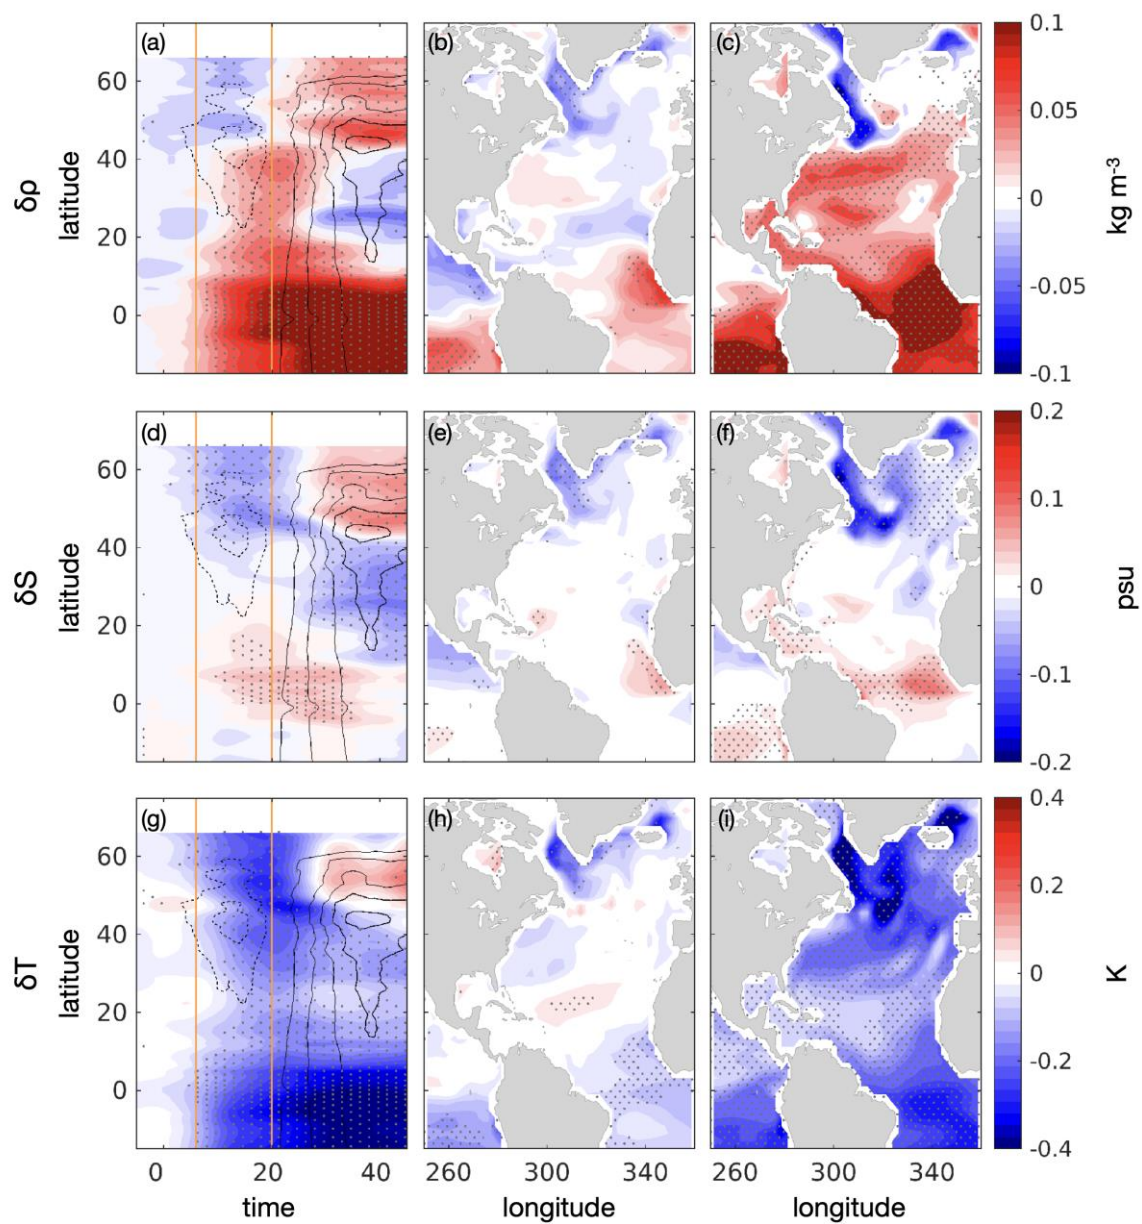 (a)
(b)
(c)
δρ
latitude
60
40
20
0
0.1
0.05
0
-0.05
-0.1
kg m⁻³
(d)
(e)
(f)
δS
latitude
60
40
20
0
0.2
0.1
0
-0.1
-0.2
psu
(g)
(h)
(i)
δT
latitude
60
40
20
0
0.4
0.2
0
-0.2
-0.4
K
0 20 40
260 300 340
260 300 340
time
longitude
longitude